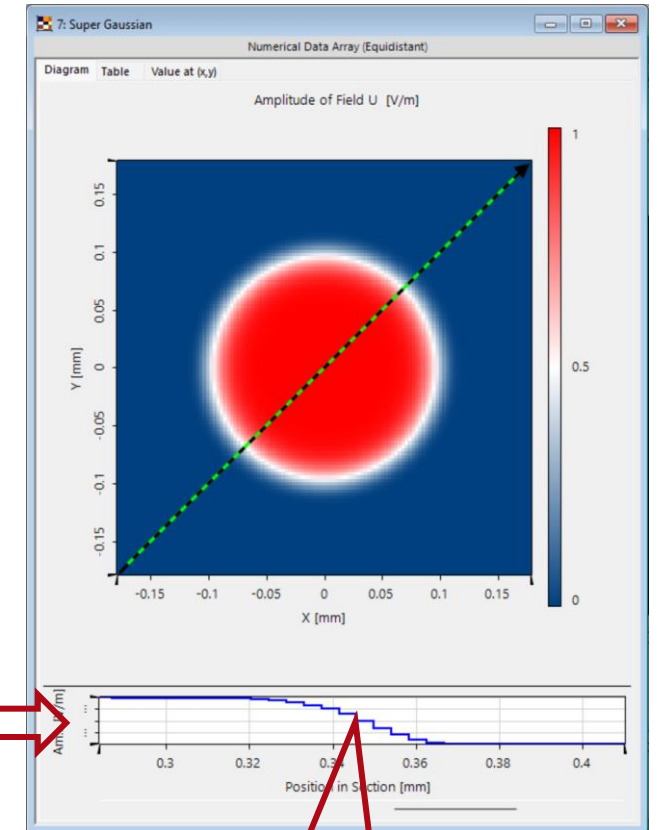 7: Super Gaussian
Numerical Data Array (Equidistant)
Diagram Table Value at (x,y)
Amplitude of Field U [V/m]
1
0.5
0
Y [mm]
0.15
0.1
0.05
0
-0.05
-0.1
-0.15
-0.15 -0.1 -0.05 0 0.05 0.1 0.15
X [mm]
0.3 0.32 0.34 0.36 0.38 0.4
Position in Section [mm]